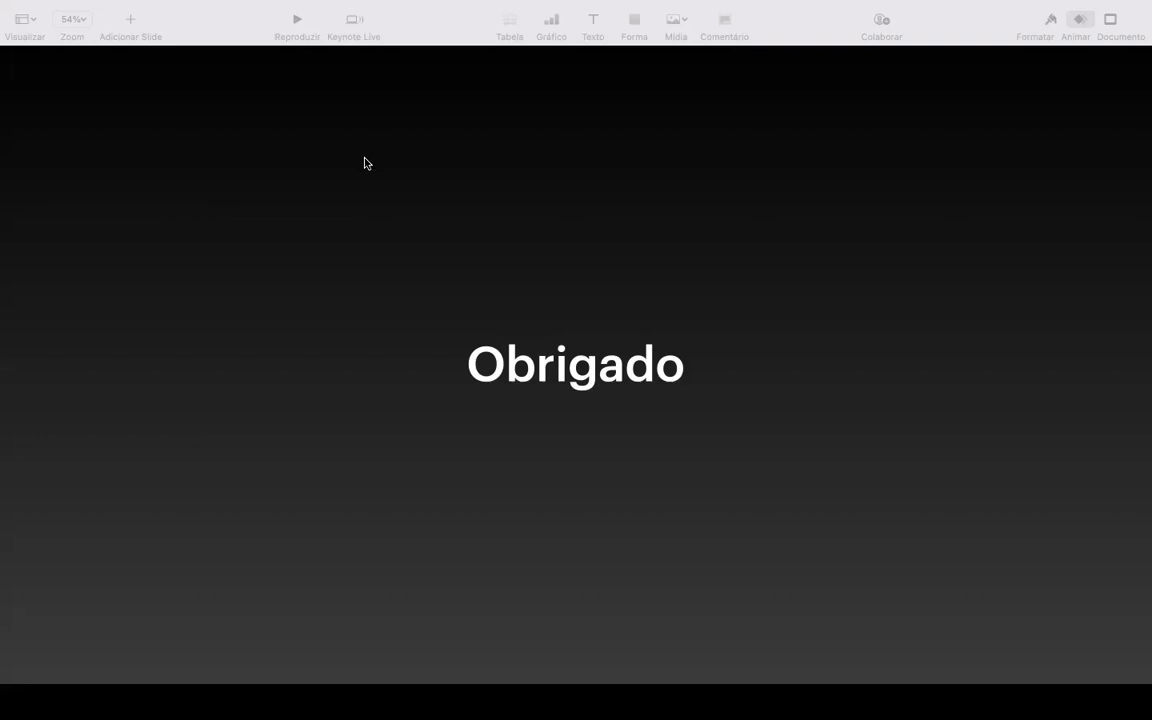 54%
Visualizar Zoom Adicionar Slide Reproduzir Keynote Live Tabela Gráfico Texto Forma Mídia Comentário Colaborar Formatar Animar Documento
Obrigado